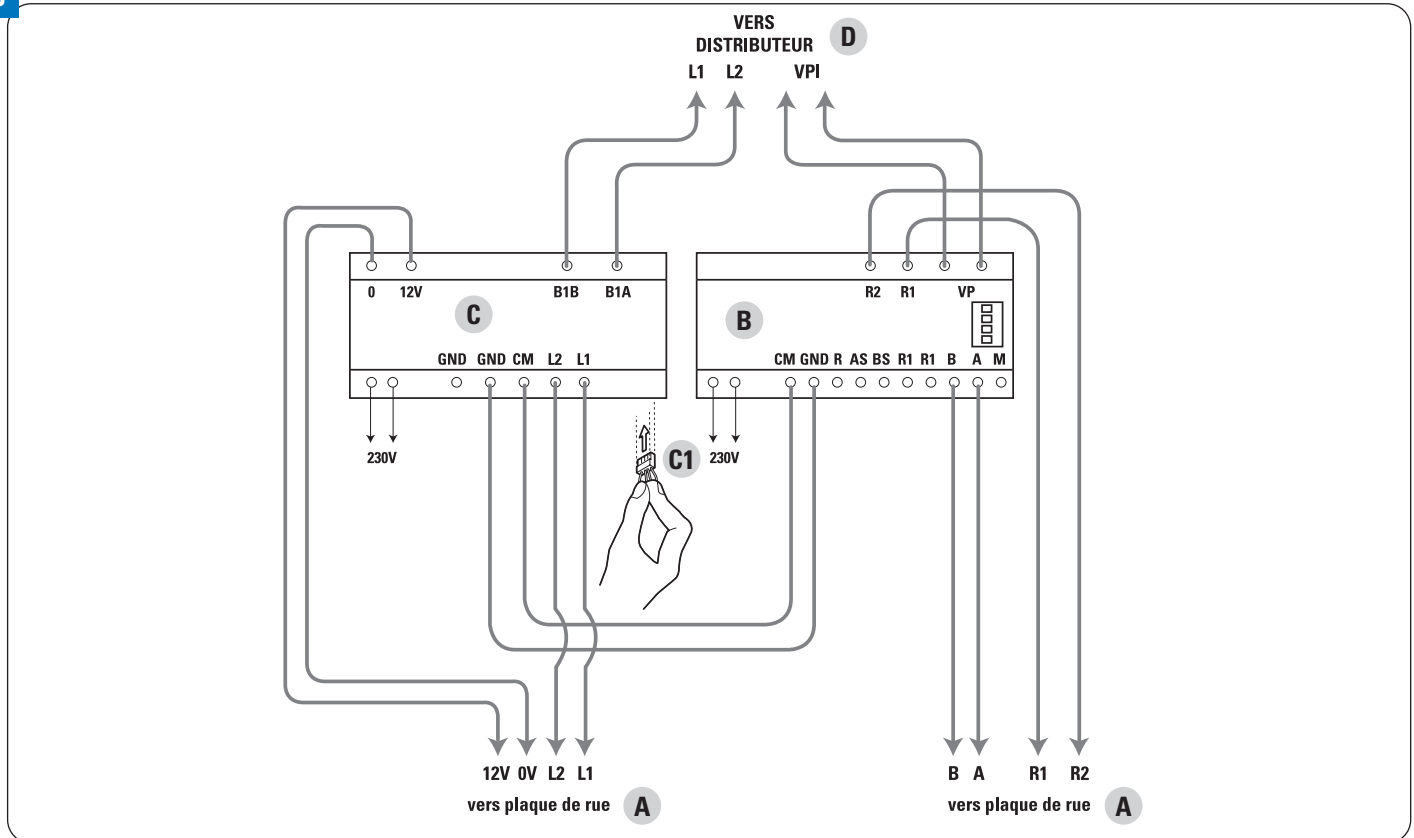 VERS
DISTRIBUTEUR D
L1 L2 VPI
0 12V B1B B1A
R2 R1 VP
C
B
GND GND CM L2 L1
CM GND R AS BS R1 R1 B A M
230V
C1
230V
12V 0V L2 L1
B A R1 R2
vers plaque de rue A
vers plaque de rue A